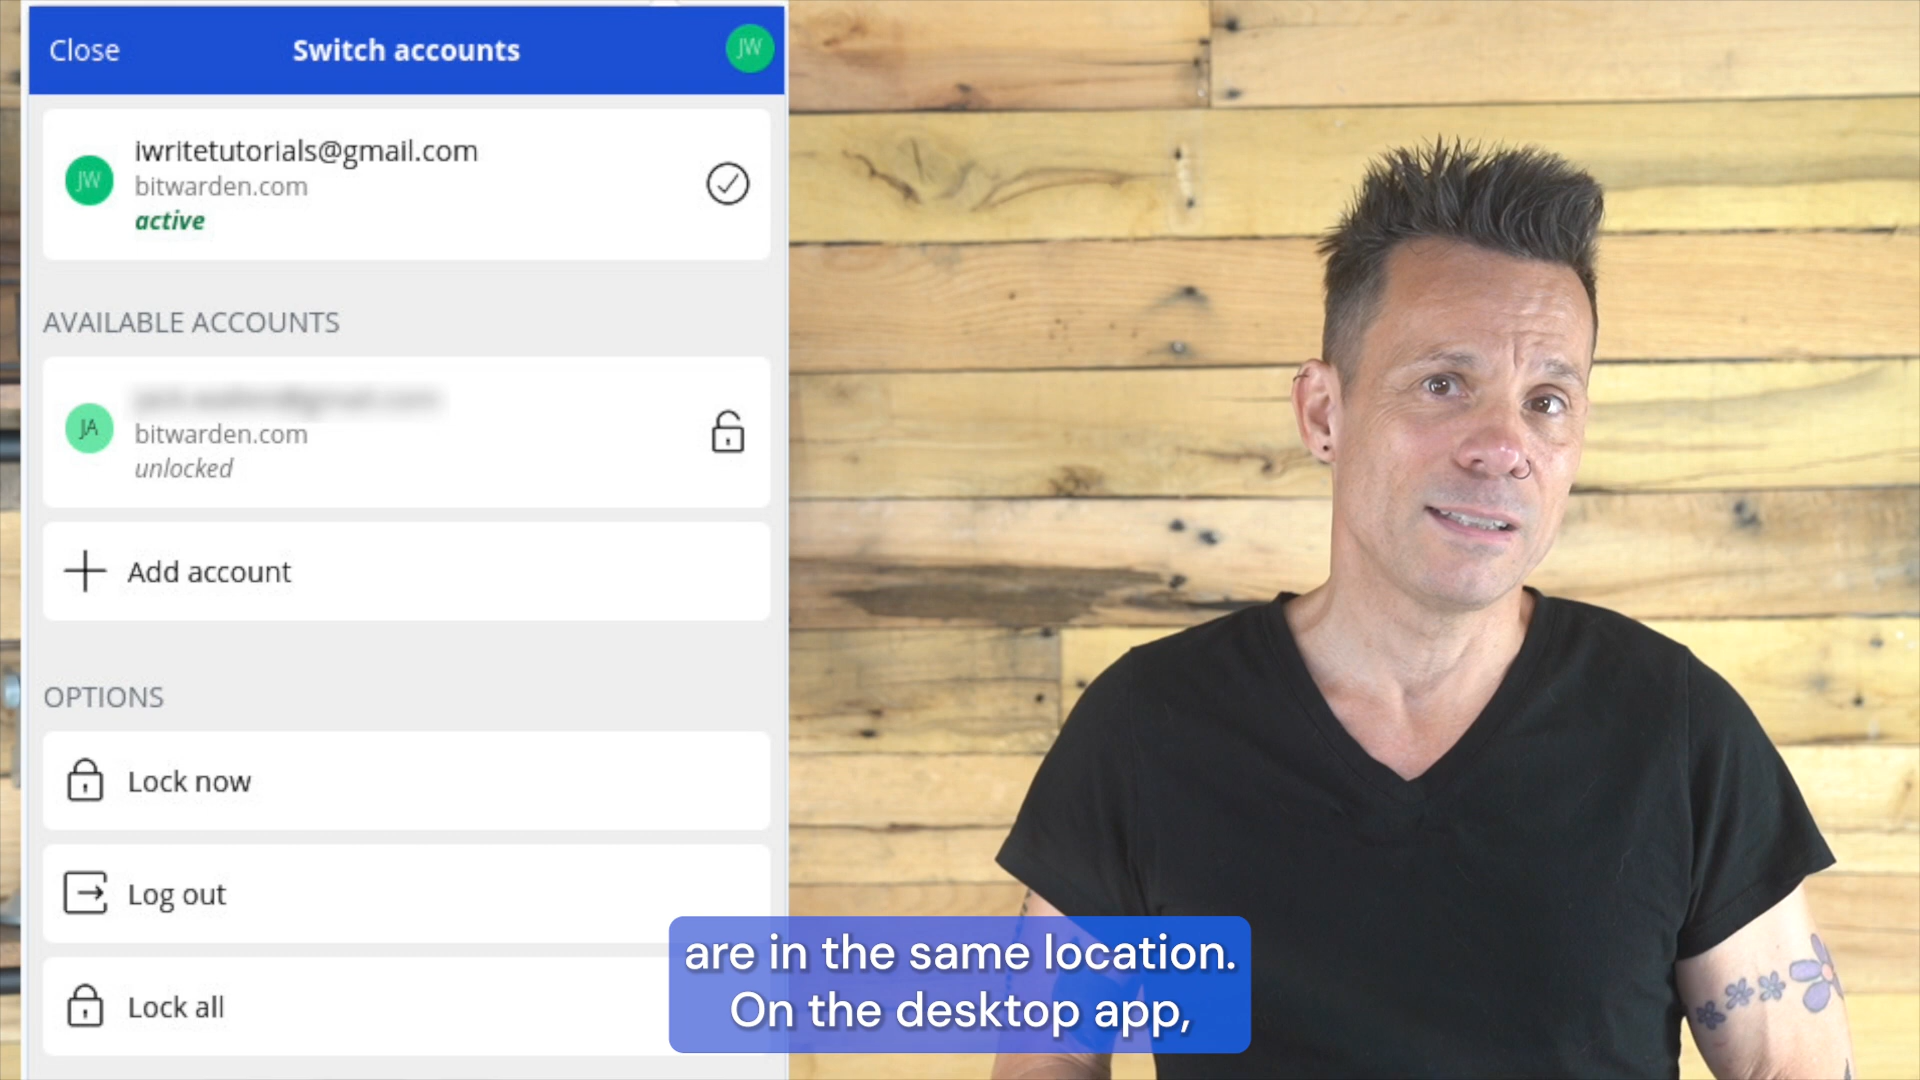 Close
Switch accounts
JW
iwritetutorials@gmail.com
JW
bitwarden.com
active
AVAILABLE ACCOUNTS
JA
bitwarden.com
unlocked
Add account
OPTIONS
Lock now
Log out
Lock all
are in the same location.
On the desktop app,